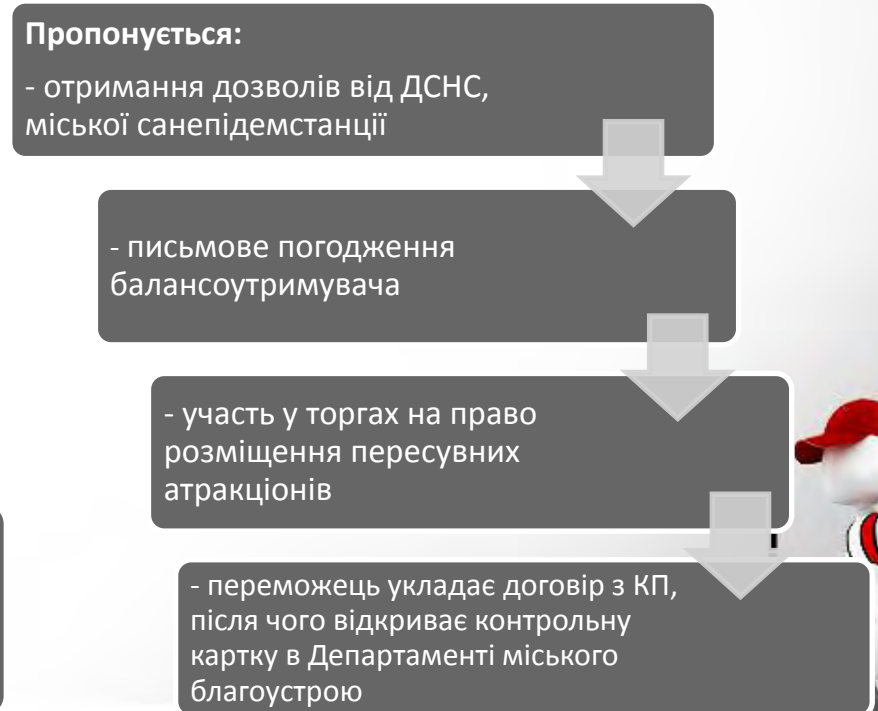 Пропонується:
- отримання дозволів від ДСНС,
міської санепідемстанції
- письмове погодження
балансоутримувача
- участь у торгах на право
розміщення пересувних
атракціонів
- переможець укладає договір з КП,
після чого відкриває контрольну
картку в Департаменті міського
благоустрою